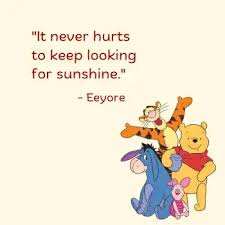 "It never hurts
to keep looking
for sunshine."
- Eeyore